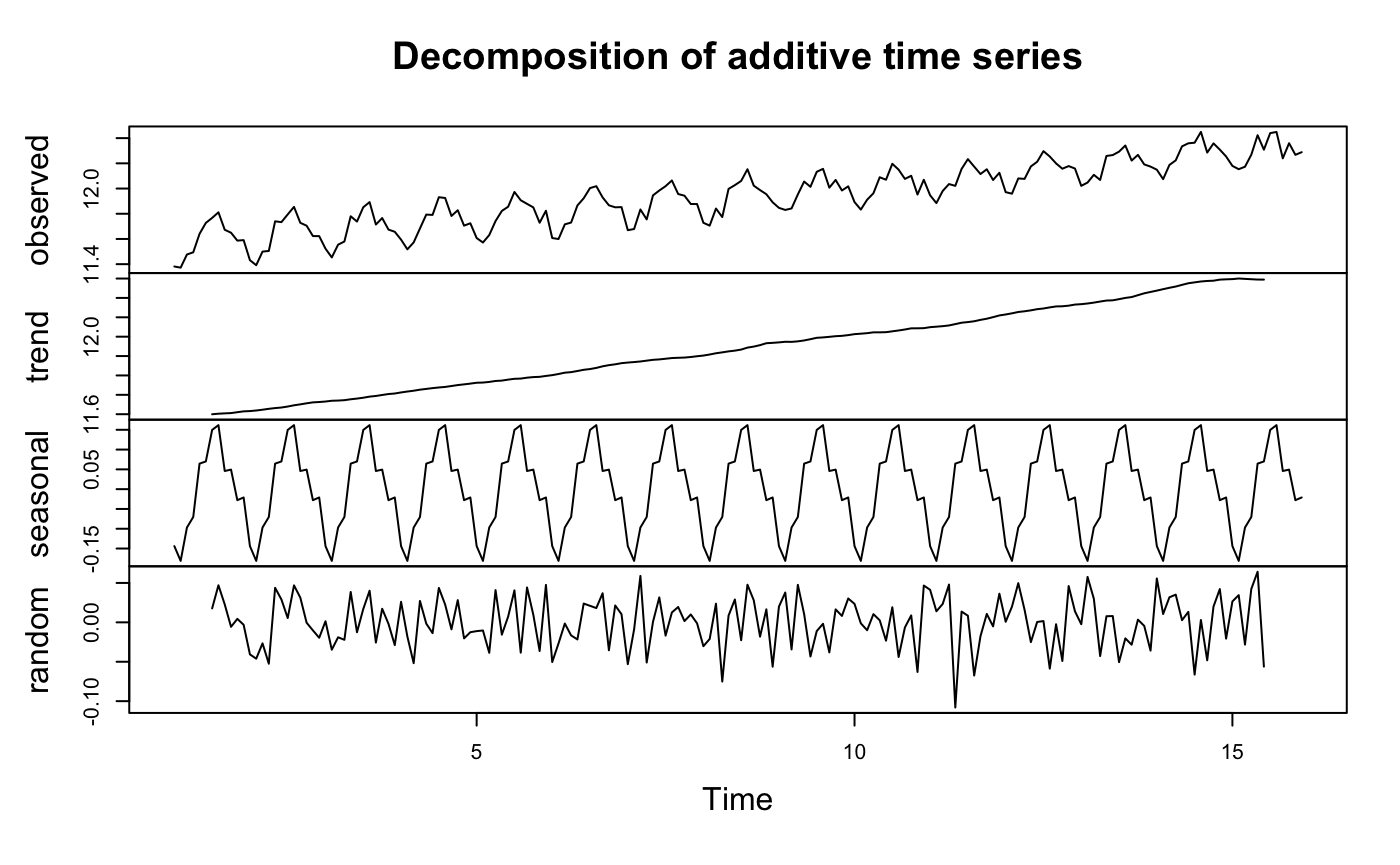 Decomposition of additive time series
observed
11.4
12.0
trend
11.6
12.0
seasonal
-0.15
0.05
random
-0.10
0.00
5
10
15
Time